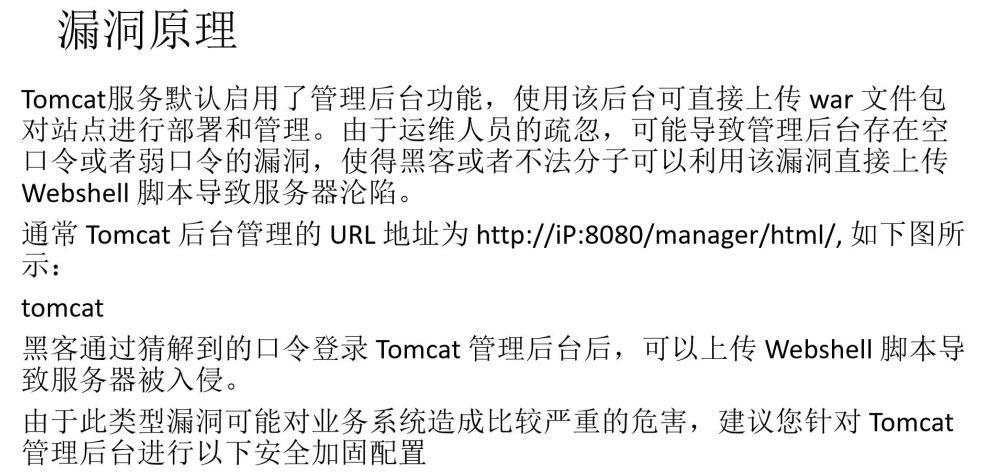 漏洞原理
Tomcat服务默认启用了管理后台功能，使用该后台可直接上传 war 文件包
对站点进行部署和管理。由于运维人员的疏忽，可能导致管理后台存在空
口令或者弱口令的漏洞，使得黑客或者不法分子可以利用该漏洞直接上传
Webshell 脚本导致服务器沦陷。
通常 Tomcat 后台管理的 URL 地址为 http://iP:8080/manager/html/, 如下图所
示：
tomcat
黑客通过猜解到的口令登录 Tomcat 管理后台后，可以上传 Webshell 脚本导
致服务器被入侵。
由于此类型漏洞可能对业务系统造成比较严重的危害，建议您针对 Tomcat
管理后台进行以下安全加固配置